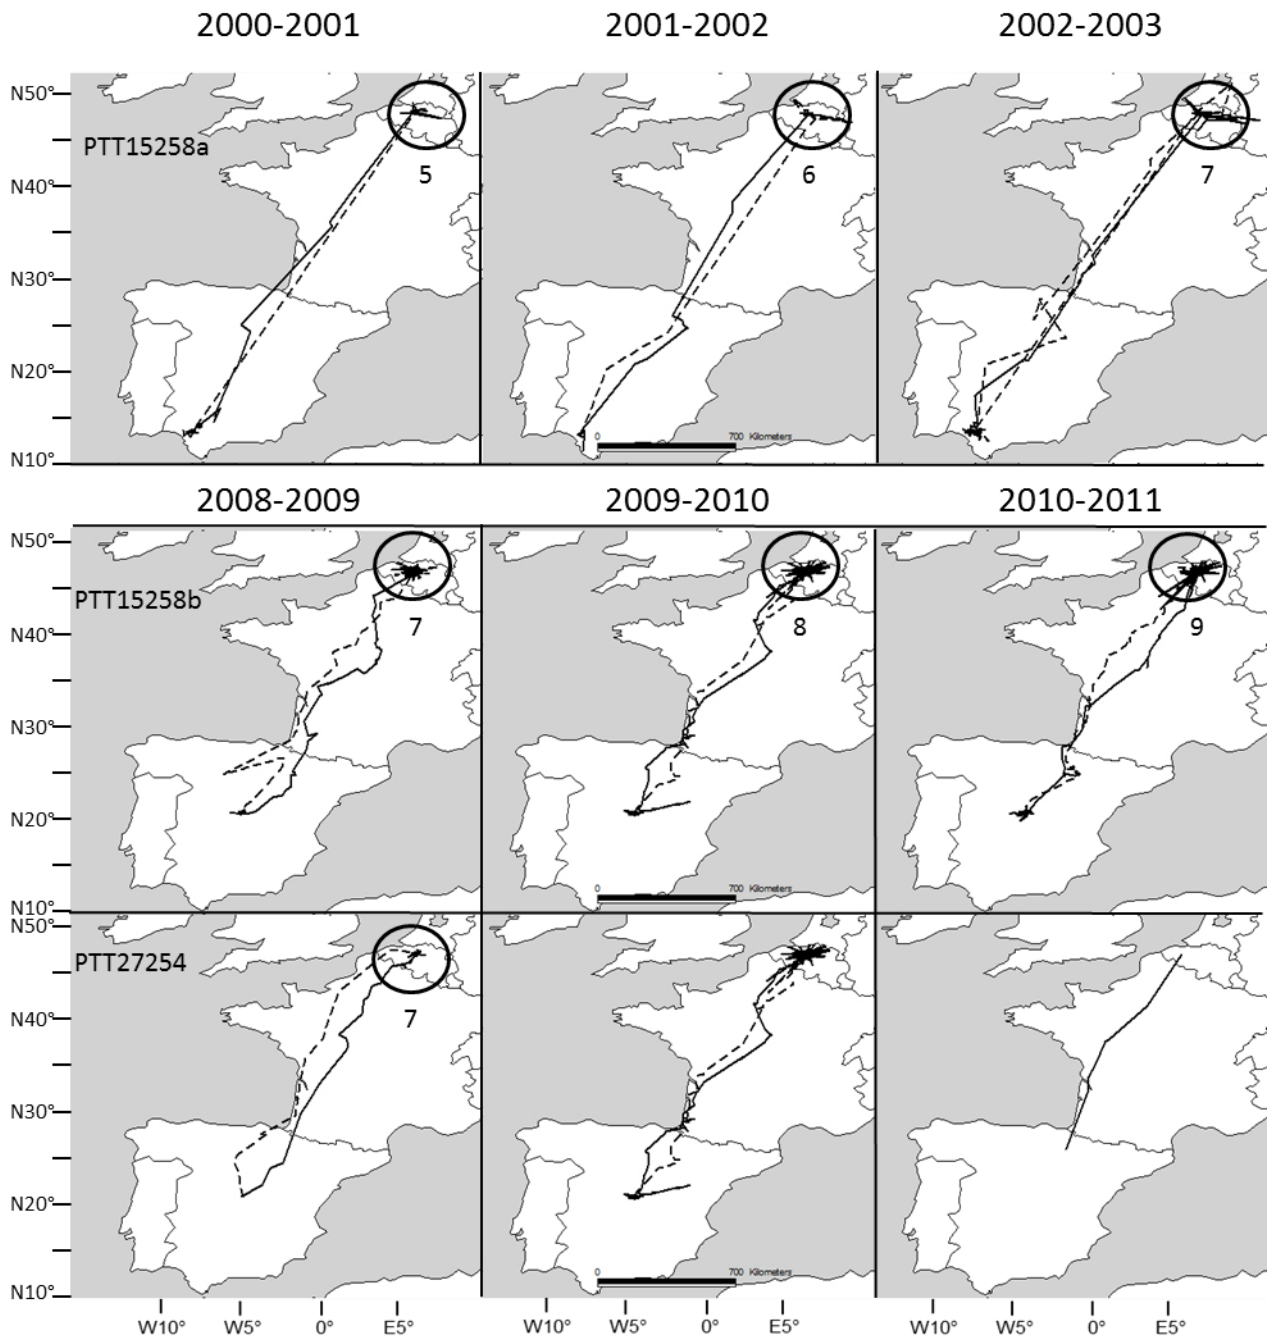 2000-2001 2001-2002 2002-2003
N50°
PTT15258a
5 6 7
N40°
N30°
N20°
0 700 Kilometers
N10°
2008-2009 2009-2010 2010-2011
N50°
PTT15258b
7 8 9
N40°
N30°
N20°
0 700 Kilometers
N10°
N50°
PTT27254
7
N40°
N30°
N20°
0 700 Kilometers
N10°
W10° W5° 0° E5° W10° W5° 0° E5° W10° W5° 0° E5°